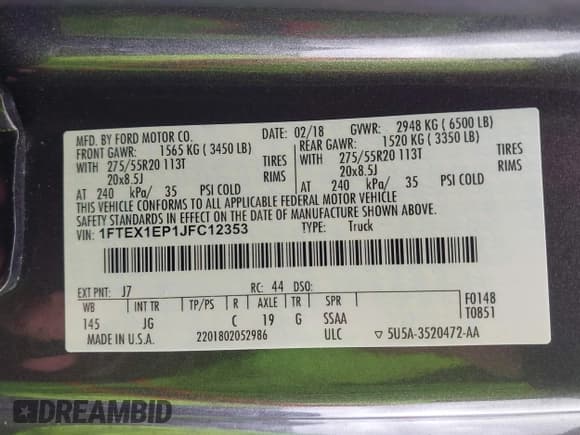 MFD. BY FORD MOTOR CO.
DATE: 02/18 GVWR: 2948 KG ( 6500 LB)
FRONT GAWR: 1565 KG ( 3450 LB) REAR GAWR: 1520 KG ( 3350 LB)
WITH 275/55R20 113T TIRES WITH 275/55R20 113T TIRES
20x8.5J RIMS 20x8.5J RIMS
AT 240 kPa/ 35 PSI COLD AT 240 kPa/ 35 PSI COLD
THIS VEHICLE CONFORMS TO ALL APPLICABLE FEDERAL MOTOR VEHICLE
SAFETY STANDARDS IN EFFECT ON THE DATE OF MANUFACTURE SHOWN ABOVE.
VIN: 1FTEX1EP1JFC12353 TYPE: Truck
EXT PNT: J7 RC: 44 DSO:
WB INT TR TP/PS R AXLE TR SPR F0148
145 JG C 19 G SSAA T0851
MADE IN U.S.A. 2201802052986 ULC ▽ 5U5A-3520472-AA
DREAMBID